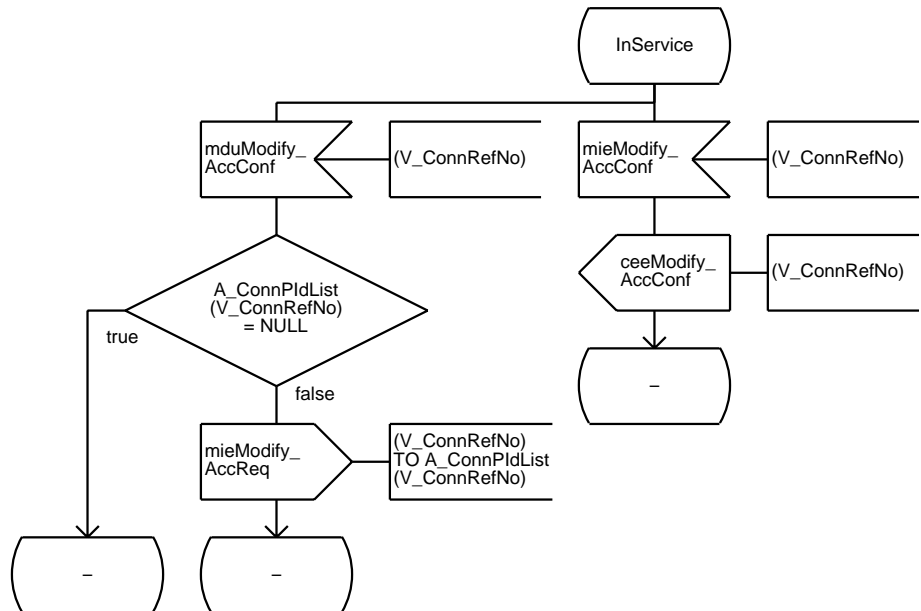 InService
mduModify_
AccConf
(V_ConnRefNo)
mieModify_
AccConf
(V_ConnRefNo)
A_ConnPIdList
(V_ConnRefNo)
= NULL
ceeModify_
AccConf
(V_ConnRefNo)
true
false
–
mieModify_
AccReq
(V_ConnRefNo)
TO A_ConnPIdList
(V_ConnRefNo)
–
–